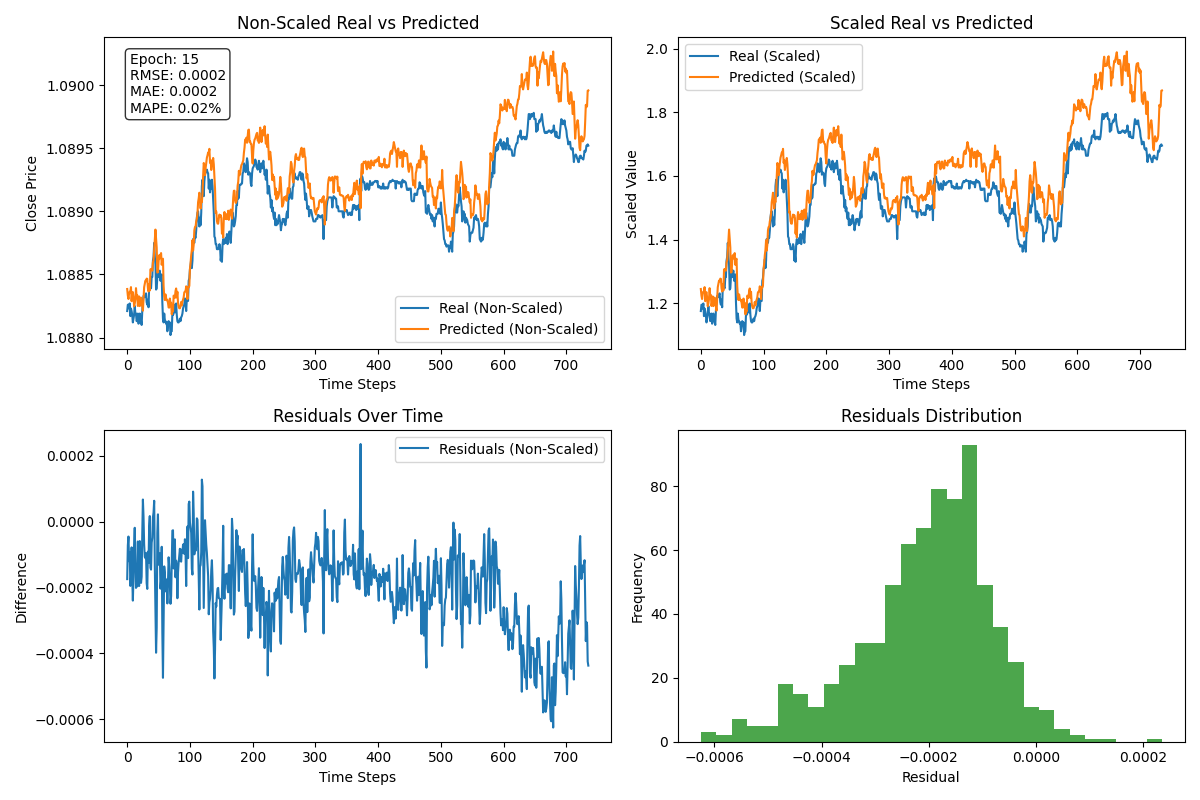 Non-Scaled Real vs Predicted
Epoch: 15
RMSE: 0.0002
MAE: 0.0002
MAPE: 0.02%
1.0900
1.0895
1.0890
1.0885
1.0880
Close Price
Real (Non-Scaled)
Predicted (Non-Scaled)
0 100 200 300 400 500 600 700
Time Steps
Scaled Real vs Predicted
Real (Scaled)
Predicted (Scaled)
2.0
1.8
1.6
1.4
1.2
Scaled Value
0 100 200 300 400 500 600 700
Time Steps
Residuals Over Time
Residuals (Non-Scaled)
0.0002
0.0000
−0.0002
−0.0004
−0.0006
Difference
0 100 200 300 400 500 600 700
Time Steps
Residuals Distribution
80
60
40
20
0
Frequency
−0.0006 −0.0004 −0.0002 0.0000 0.0002
Residual